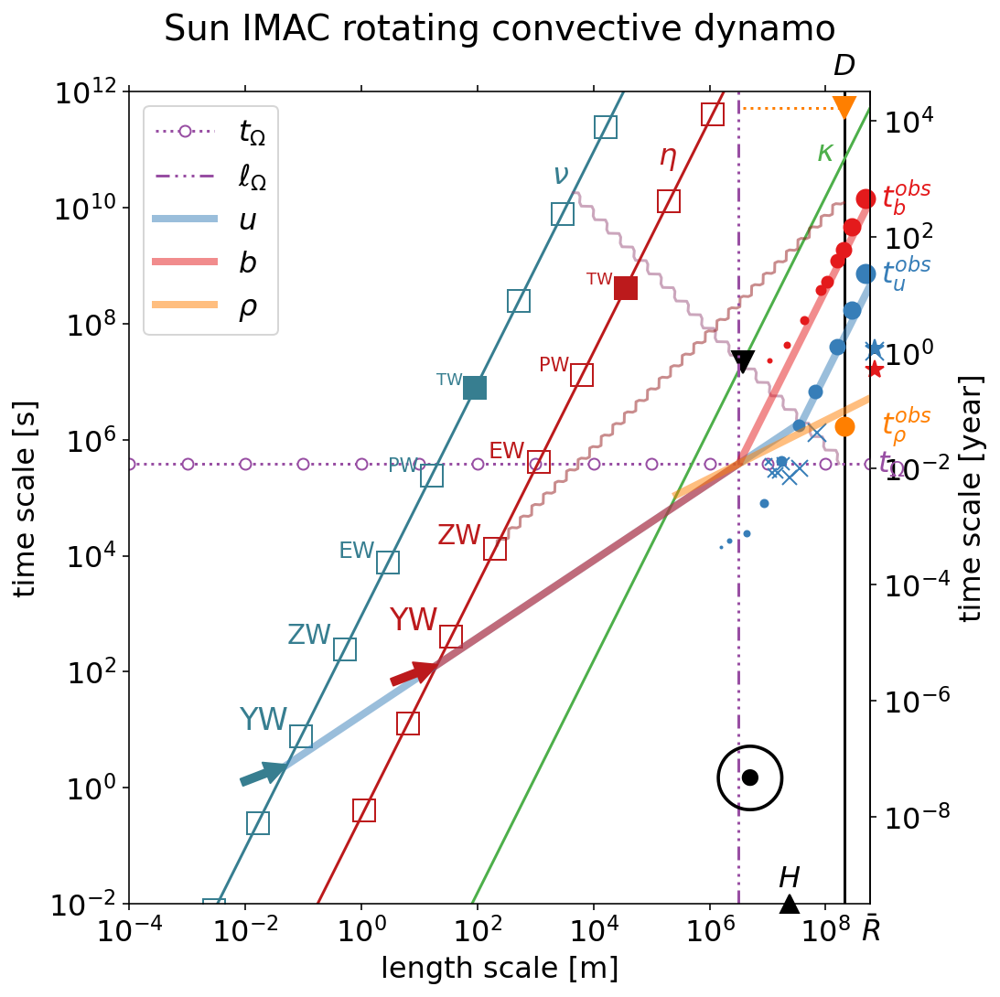 Sun IMAC rotating convective dynamo
D
10^12
10^10
10^8
10^6
10^4
10^2
10^0
10^−2
time scale [s]
t_Ω
ℓ_Ω
u
b
ρ
ν
η
κ
TW
PW
EW
ZW
YW
TW
PW
EW
ZW
YW
t_b^obs
t_u^obs
t_ρ^obs
t_Ω
10^4
10^2
10^0
10^−2
10^−4
10^−6
10^−8
time scale [year]
H
10^−4
10^−2
10^0
10^2
10^4
10^6
10^8
R̄
length scale [m]